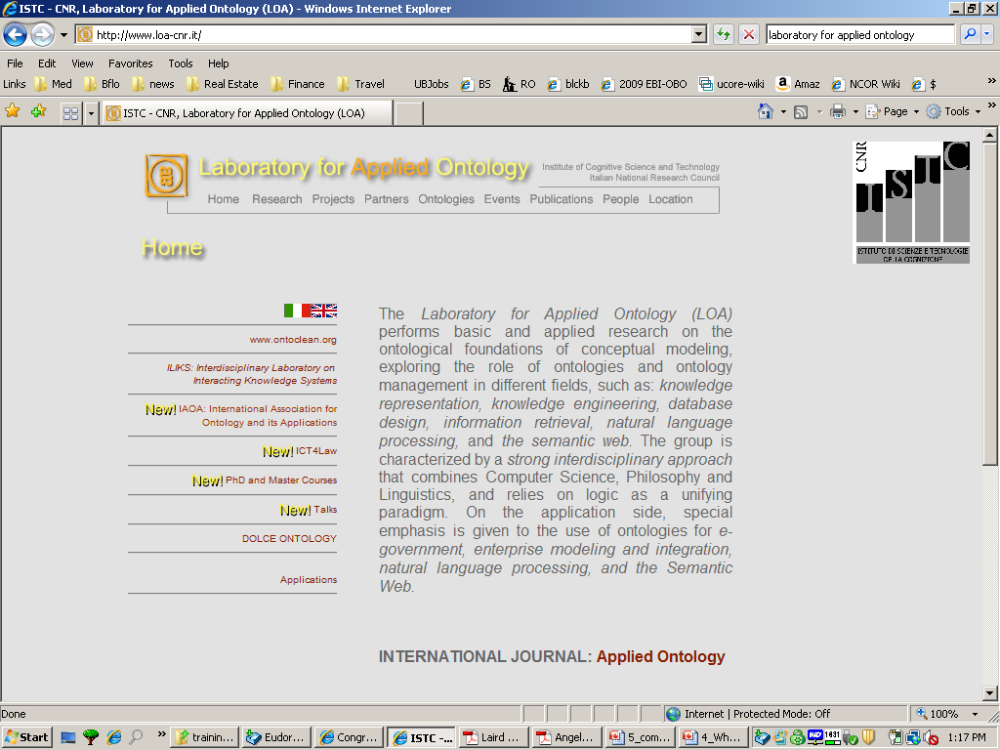 ISTC - CNR, Laboratory for Applied Ontology (LOA) - Windows Internet Explorer
http://www.loa-cnr.it/
laboratory for applied ontology
File Edit View Favorites Tools Help
Links Med Bflo news Real Estate Finance Travel UBJobs BS RO blckb 2009 EBI-OBO ucore-wiki Amaz NCOR Wiki $
ISTC - CNR, Laboratory for Applied Ontology (LOA)
Page Tools
Laboratory for Applied Ontology
Institute of Cognitive Science and Technology
Italian National Research Council
Home Research Projects Partners Ontologies Events Publications People Location
CNR
ISTC
ISTITUTO DI SCIENZE E TECNOLOGIE
DELLA COGNIZIONE
Home
www.ontoclean.org
ILIKS: Interdisciplinary Laboratory on
Interacting Knowledge Systems
New! IAOA: International Association for
Ontology and its Applications
New! ICT4Law
New! PhD and Master Courses
New! Talks
DOLCE ONTOLOGY
Applications
The Laboratory for Applied Ontology (LOA)
performs basic and applied research on the
ontological foundations of conceptual modeling,
exploring the role of ontologies and ontology
management in different fields, such as: knowledge
representation, knowledge engineering, database
design, information retrieval, natural language
processing, and the semantic web. The group is
characterized by a strong interdisciplinary approach
that combines Computer Science, Philosophy and
Linguistics, and relies on logic as a unifying
paradigm. On the application side, special
emphasis is given to the use of ontologies for e-
government, enterprise modeling and integration,
natural language processing, and the Semantic
Web.
INTERNATIONAL JOURNAL: Applied Ontology
Done
Internet | Protected Mode: Off
100%
Start
trainin...
Eudor...
Congr...
ISTC -...
Laird ...
Angel...
5_com...
4_Wh...
1831
1:17 PM